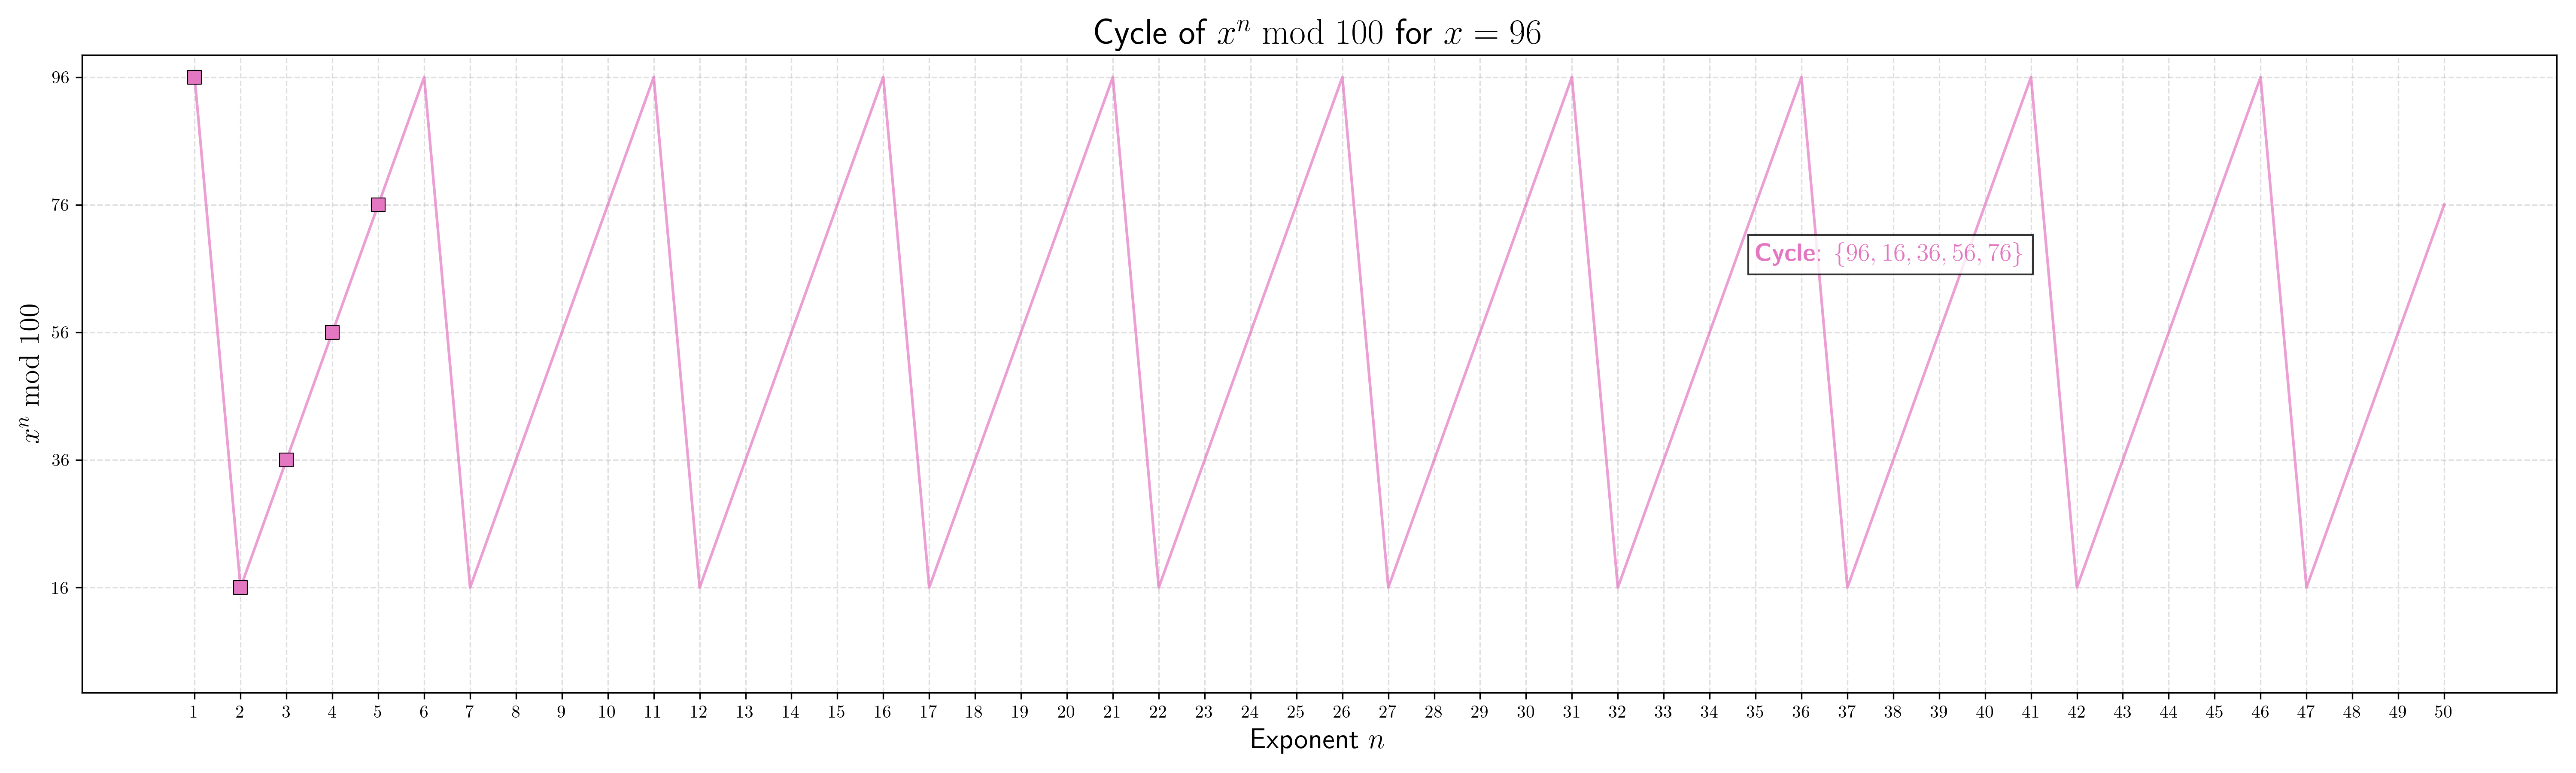 Cycle of $x^n$ mod 100 for $x = 96$
$x^n$ mod 100
96
76
56
36
16
Cycle: {96, 16, 36, 56, 76}
1 2 3 4 5 6 7 8 9 10 11 12 13 14 15 16 17 18 19 20 21 22 23 24 25 26 27 28 29 30 31 32 33 34 35 36 37 38 39 40 41 42 43 44 45 46 47 48 49 50
Exponent $n$